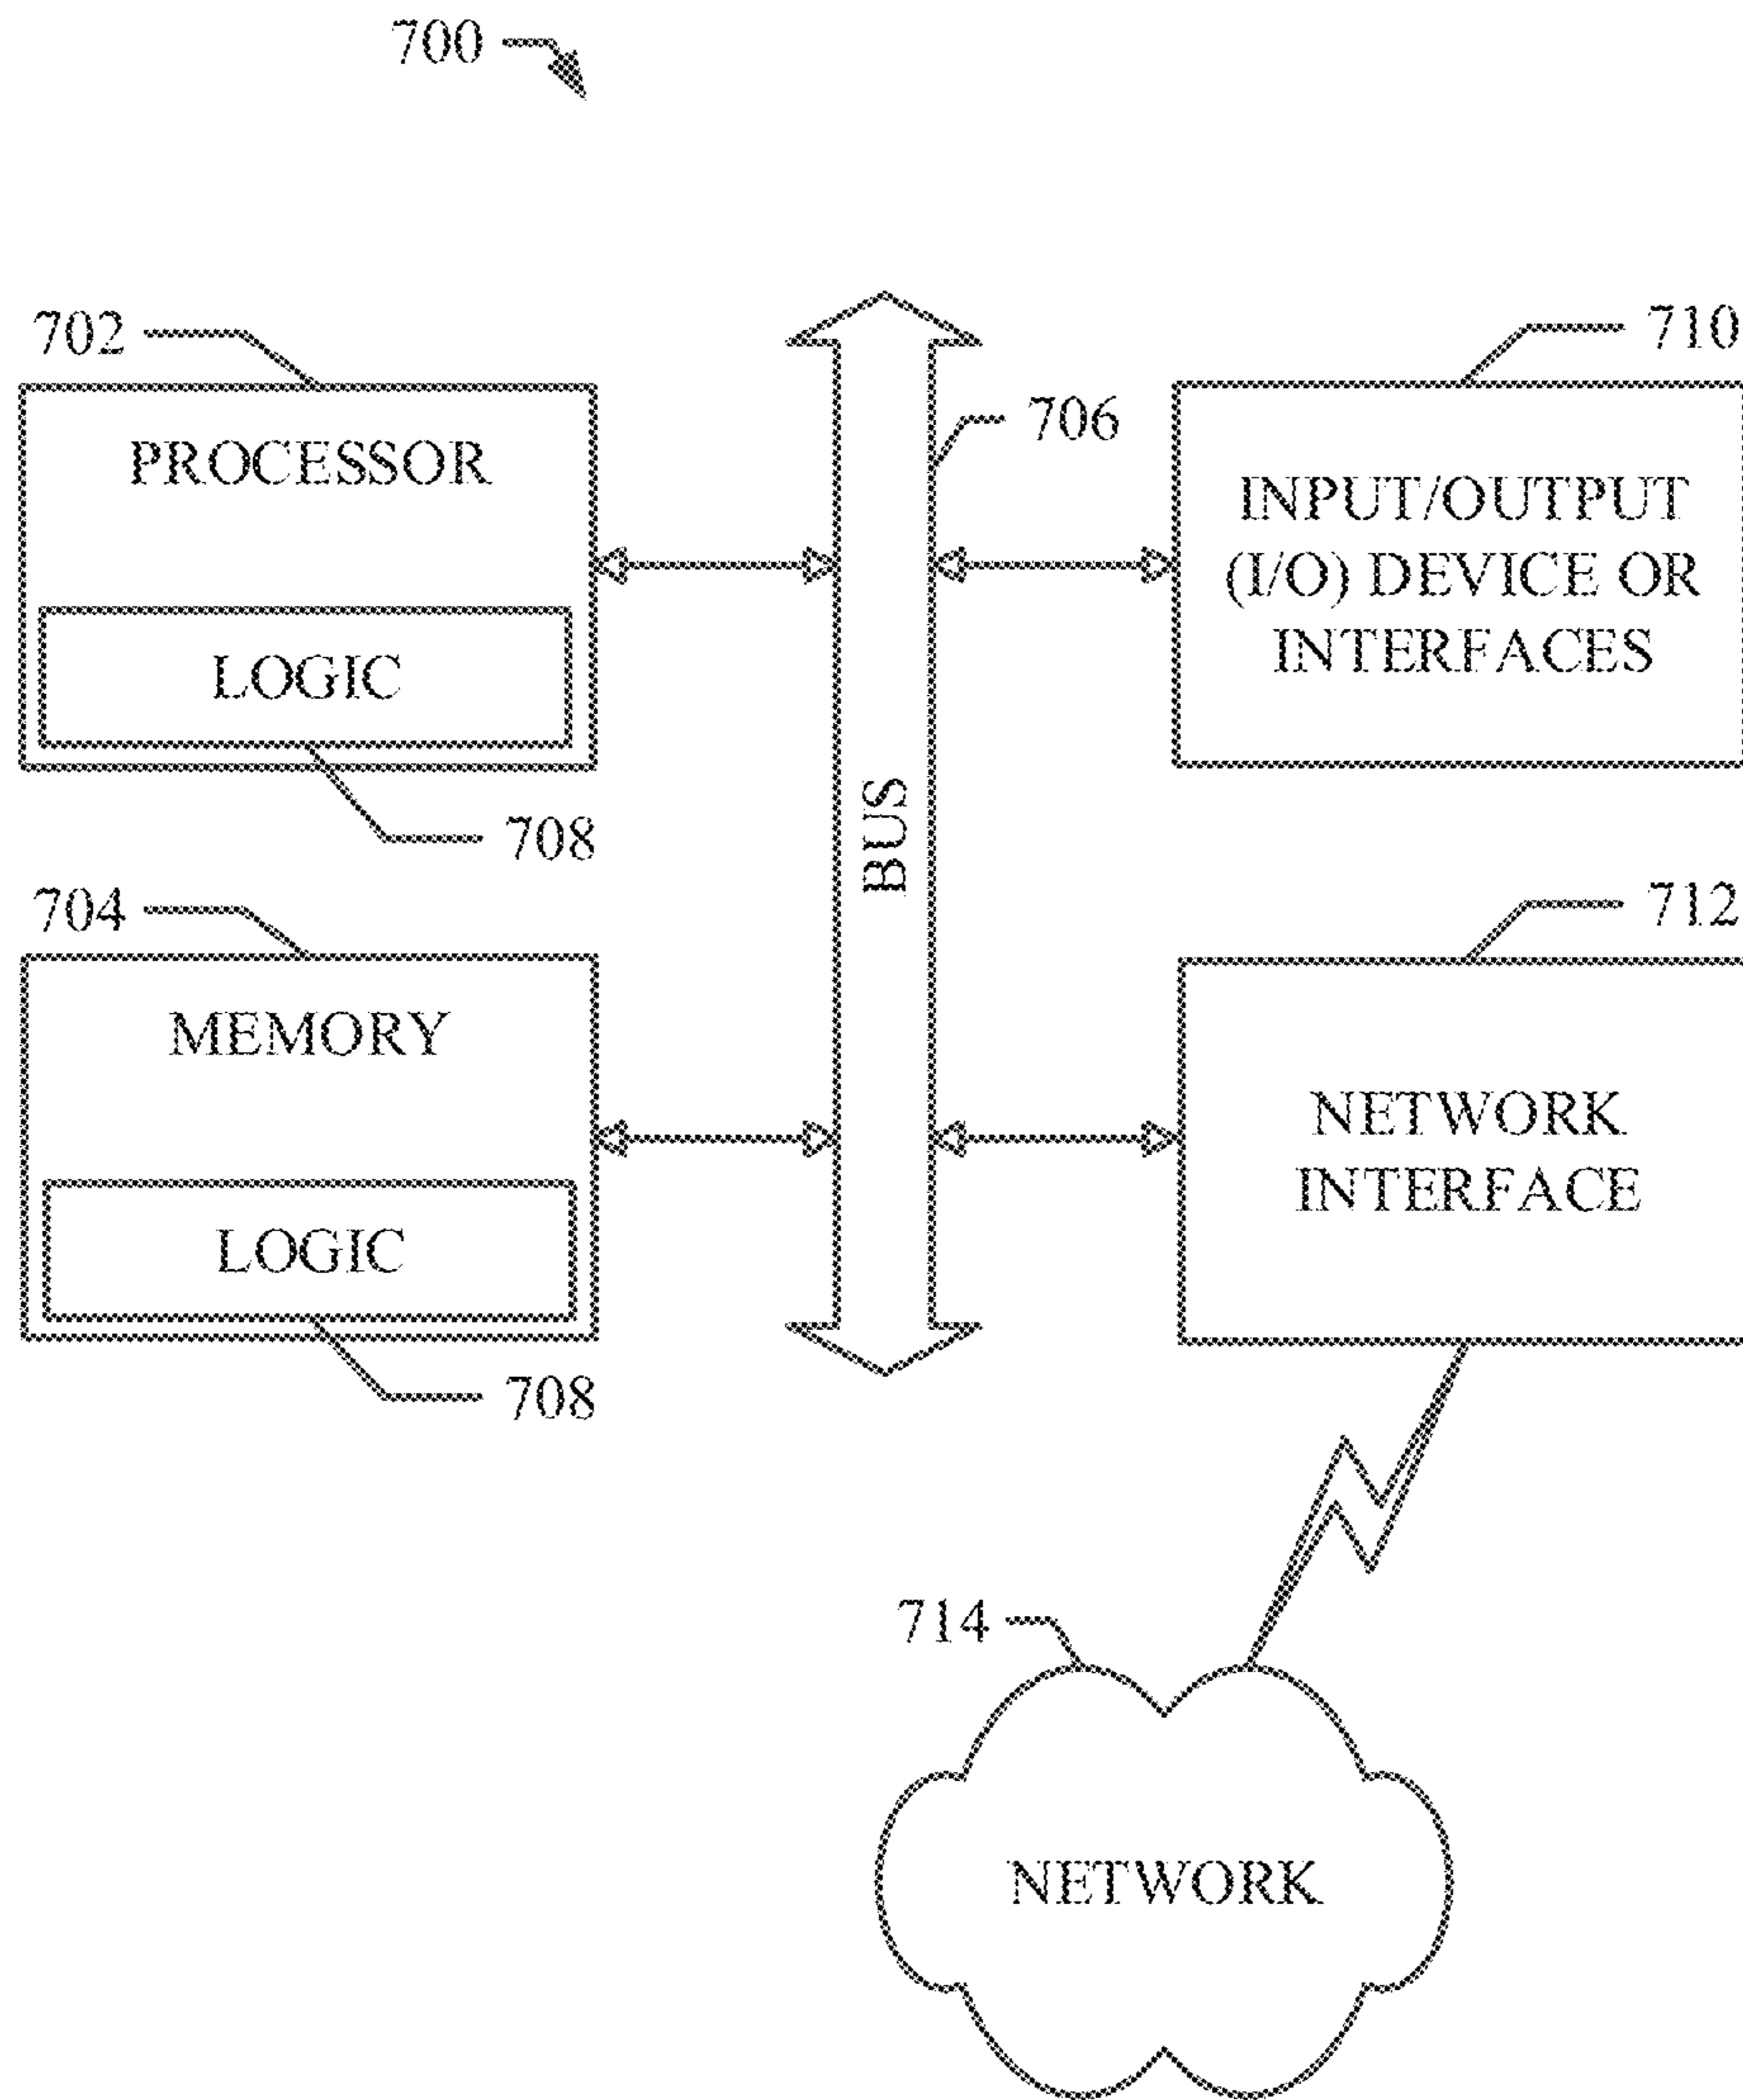 700
702
710
706
PROCESSOR
INPUT/OUTPUT
(I/O) DEVICE OR
INTERFACES
LOGIC
BUS
708
704
712
MEMORY
NETWORK
INTERFACE
LOGIC
708
714
NETWORK